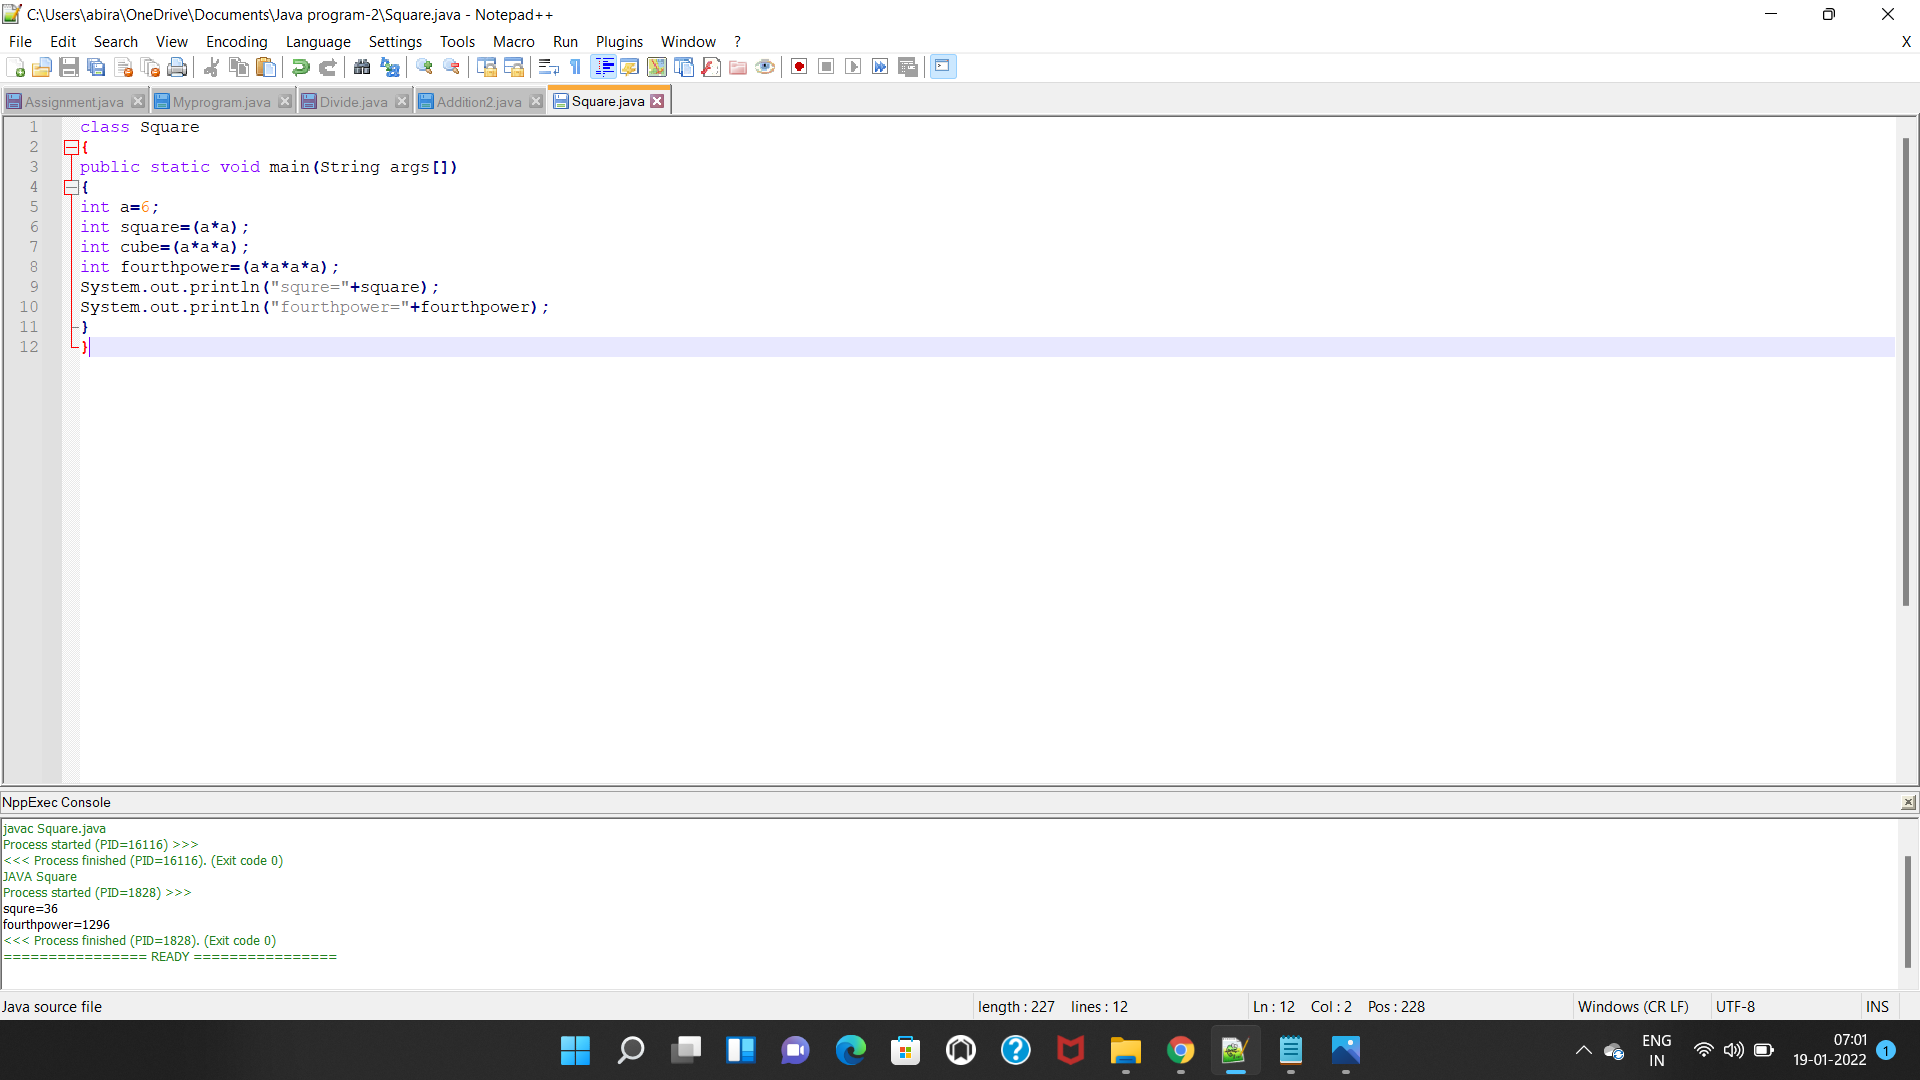 C:\Users\abira\OneDrive\Documents\Java program-2\Square.java - Notepad++
File Edit Search View Encoding Language Settings Tools Macro Run Plugins Window ? X
Assignment.java Myprogram.java Divide.java Addition2.java Square.java
1 class Square
2 {
3 public static void main(String args[])
4 {
5 int a=6;
6 int square=(a*a);
7 int cube=(a*a*a);
8 int fourthpower=(a*a*a*a);
9 System.out.println("squre="+square);
10 System.out.println("fourthpower="+fourthpower);
11 }
12 }
NppExec Console
javac Square.java
Process started (PID=16116) >>>
<<< Process finished (PID=16116). (Exit code 0)
JAVA Square
Process started (PID=1828) >>>
squre=36
fourthpower=1296
<<< Process finished (PID=1828). (Exit code 0)
================ READY ================
Java source file length : 227 lines : 12 Ln : 12 Col : 2 Pos : 228 Windows (CR LF) UTF-8 INS
ENG 07:01
IN 19-01-2022 1